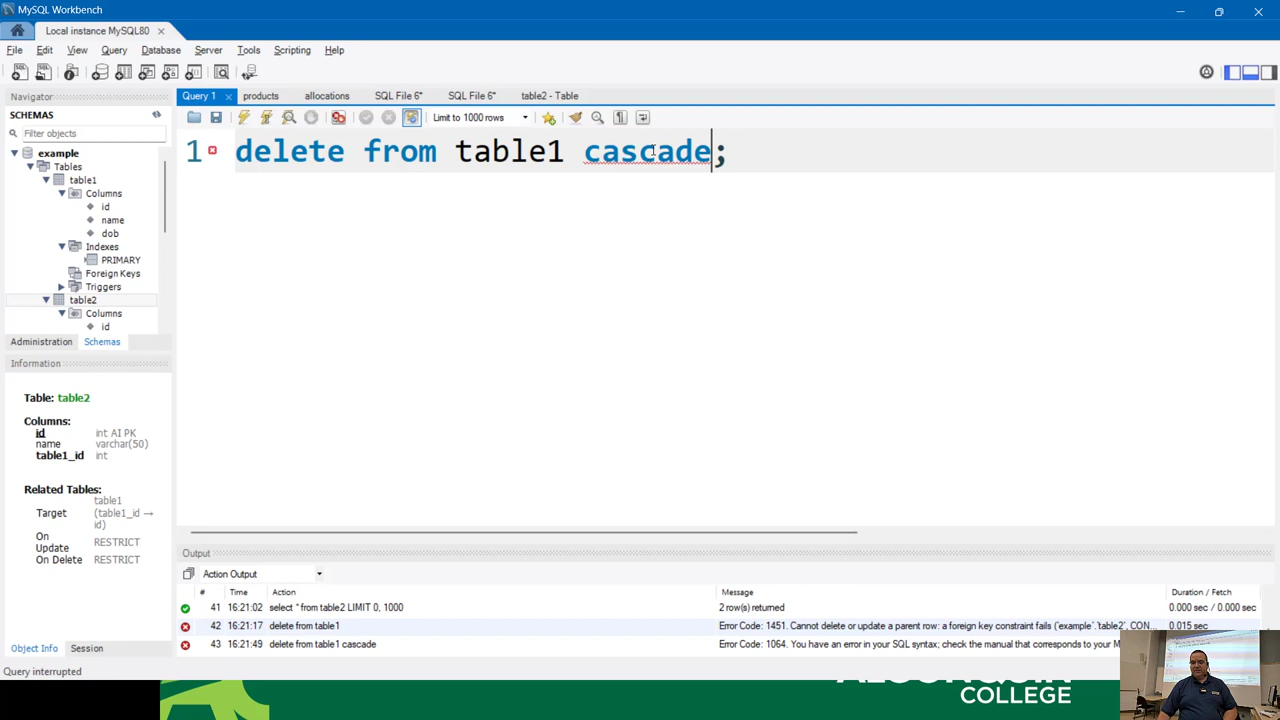 MySQL Workbench
Local instance MySQL80
File Edit View Query Database Server Tools Scripting Help
Navigator
SCHEMAS
Filter objects
example
Tables
table1
Columns
id
name
dob
Indexes
PRIMARY
Foreign Keys
Triggers
table2
Columns
id
Administration Schemas
Information
Table: table2
Columns:
id int AI PK
name varchar(50)
table1_id int
Related Tables:
Target table1 (table1_id → id)
On Update RESTRICT
On Delete RESTRICT
Object Info Session
Query interrupted
Query 1 products allocations SQL File 6* SQL File 6* table2 - Table
Limit to 1000 rows
1 delete from table1 cascade;
Output
Action Output
# Time Action Message Duration / Fetch
41 16:21:02 select * from table2 LIMIT 0, 1000 2 row(s) returned 0.000 sec / 0.000 sec
42 16:21:17 delete from table1 Error Code: 1451. Cannot delete or update a parent row: a foreign key constraint fails (`example`.`table2`, CON... 0.015 sec
43 16:21:49 delete from table1 cascade Error Code: 1064. You have an error in your SQL syntax; check the manual that corresponds to your M
COLLEGE